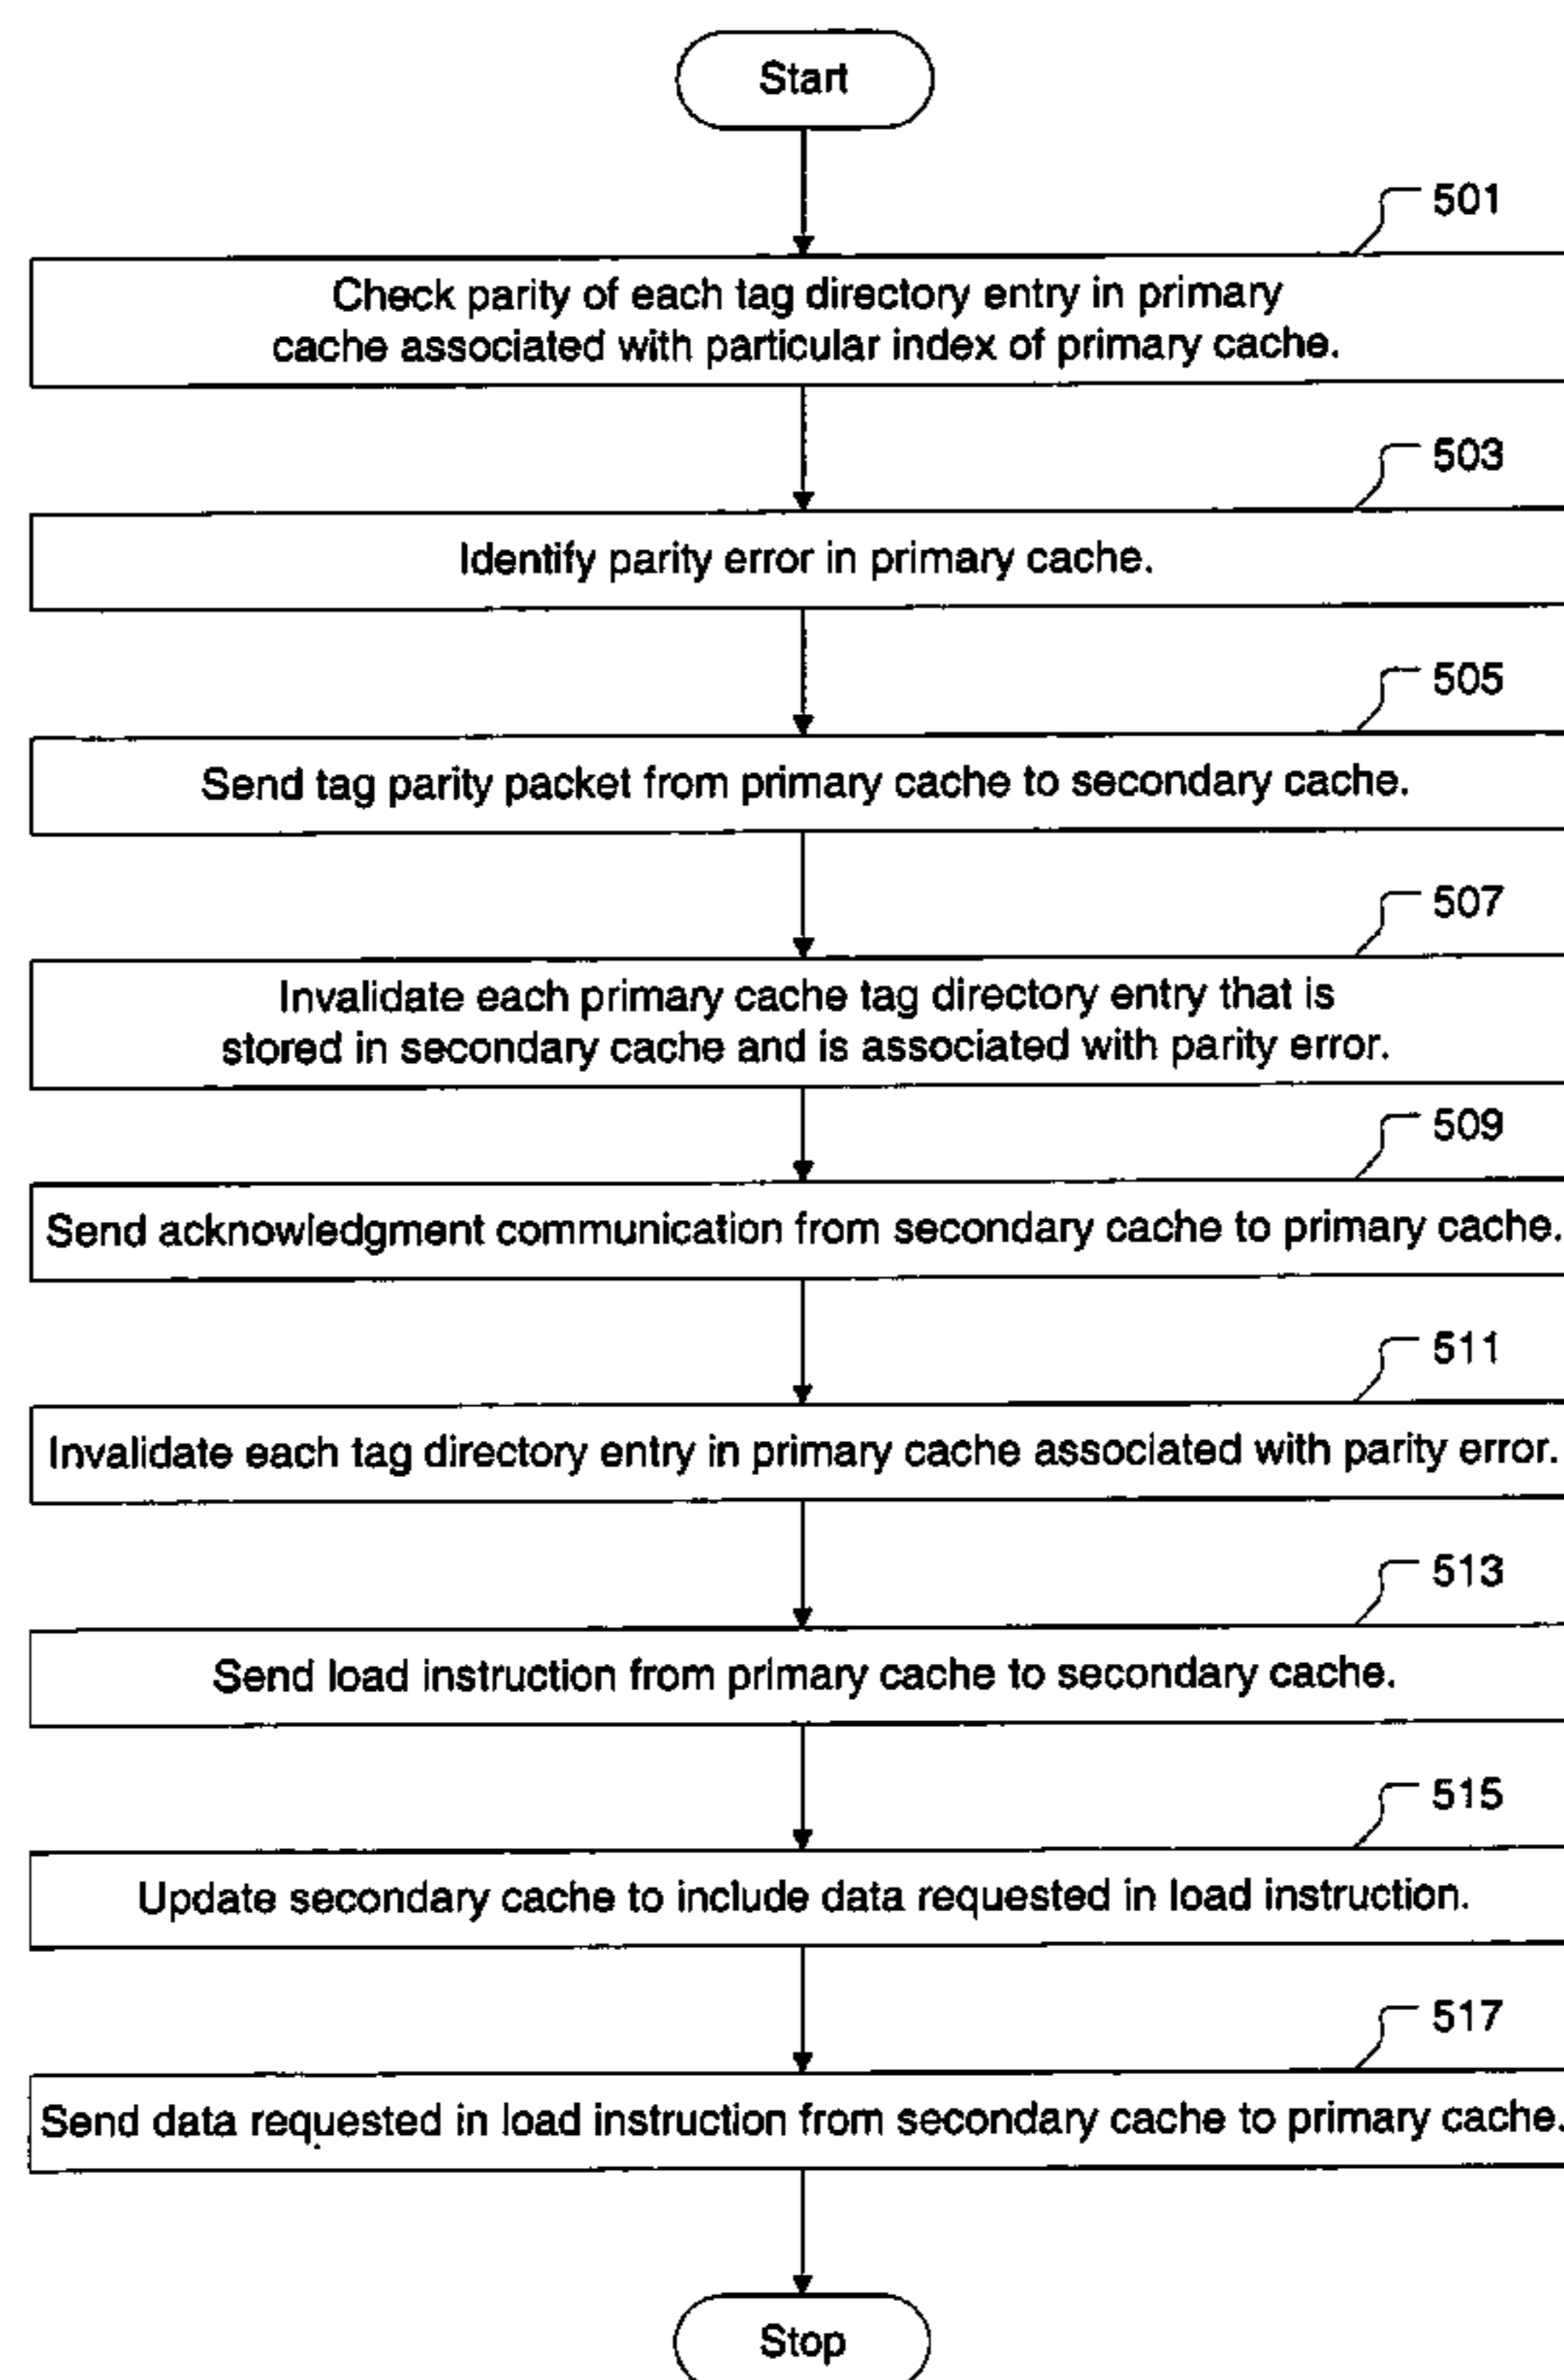 Start
501
Check parity of each tag directory entry in primary
cache associated with particular index of primary cache.
503
Identify parity error in primary cache.
505
Send tag parity packet from primary cache to secondary cache.
507
Invalidate each primary cache tag directory entry that is
stored in secondary cache and is associated with parity error.
509
Send acknowledgment communication from secondary cache to primary cache.
511
Invalidate each tag directory entry in primary cache associated with parity error.
513
Send load instruction from primary cache to secondary cache.
515
Update secondary cache to include data requested in load instruction.
517
Send data requested in load instruction from secondary cache to primary cache.
Stop